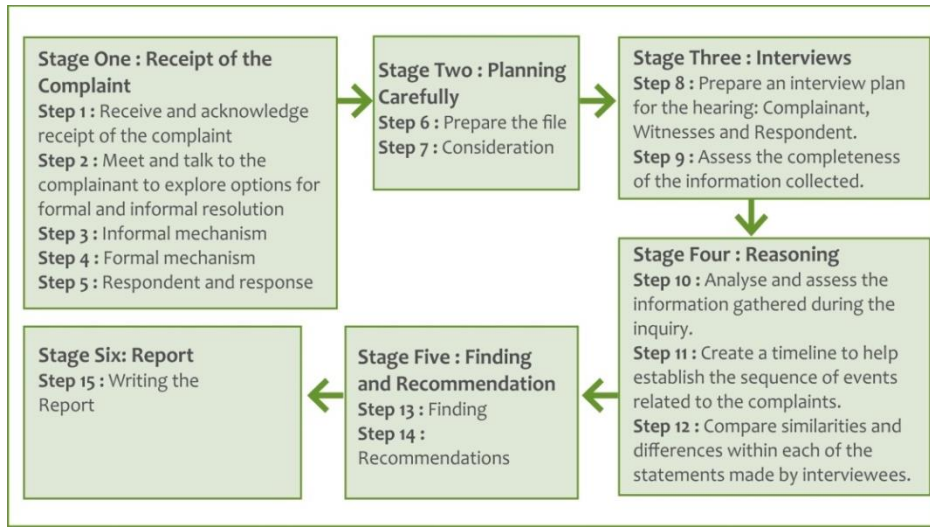 Stage One : Receipt of the
Complaint
Step 1 : Receive and acknowledge
receipt of the complaint
Step 2 : Meet and talk to the
complainant to explore options for
formal and informal resolution
Step 3 : Informal mechanism
Step 4 : Formal mechanism
Step 5 : Respondent and response
Stage Two : Planning
Carefully
Step 6 : Prepare the file
Step 7 : Consideration
Stage Three : Interviews
Step 8 : Prepare an interview plan
for the hearing: Complainant,
Witnesses and Respondent.
Step 9 : Assess the completeness
of the information collected.
Stage Four : Reasoning
Step 10 : Analyse and assess the
information gathered during the
inquiry.
Step 11 : Create a timeline to help
establish the sequence of events
related to the complaints.
Step 12 : Compare similarities and
differences within each of the
statements made by interviewees.
Stage Five : Finding
and Recommendation
Step 13 : Finding
Step 14 :
Recommendations
Stage Six: Report
Step 15 : Writing the
Report